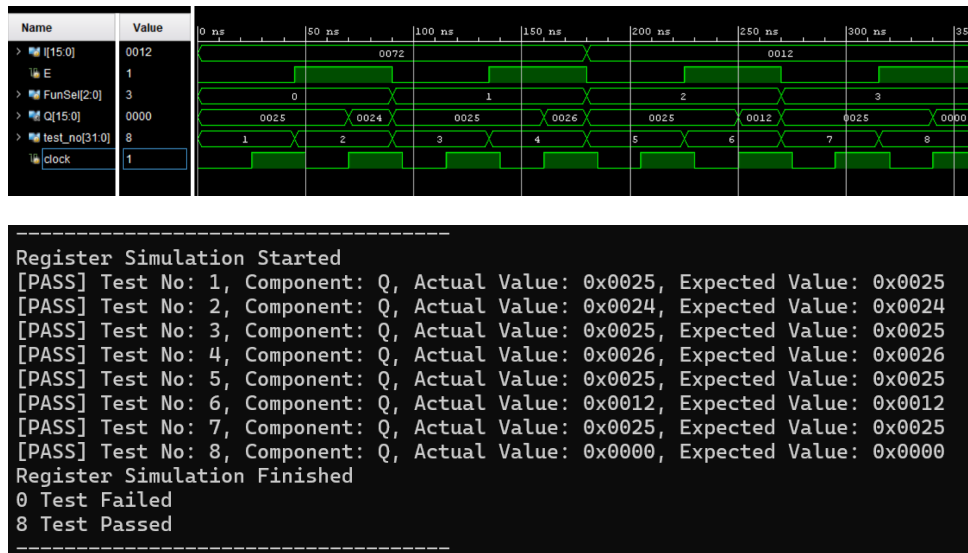 Name Value 0 ns 50 ns 100 ns 150 ns 200 ns 250 ns 300 ns 35
> I[15:0] 0012 0072 0012
E 1
> FunSel[2:0] 3 0 1 2 3
> Q[15:0] 0000 0025 0024 0025 0026 0025 0012 0025 0000
> test_no[31:0] 8 1 2 3 4 5 6 7 8
clock 1
------------------------------------
Register Simulation Started
[PASS] Test No: 1, Component: Q, Actual Value: 0x0025, Expected Value: 0x0025
[PASS] Test No: 2, Component: Q, Actual Value: 0x0024, Expected Value: 0x0024
[PASS] Test No: 3, Component: Q, Actual Value: 0x0025, Expected Value: 0x0025
[PASS] Test No: 4, Component: Q, Actual Value: 0x0026, Expected Value: 0x0026
[PASS] Test No: 5, Component: Q, Actual Value: 0x0025, Expected Value: 0x0025
[PASS] Test No: 6, Component: Q, Actual Value: 0x0012, Expected Value: 0x0012
[PASS] Test No: 7, Component: Q, Actual Value: 0x0025, Expected Value: 0x0025
[PASS] Test No: 8, Component: Q, Actual Value: 0x0000, Expected Value: 0x0000
Register Simulation Finished
0 Test Failed
8 Test Passed
------------------------------------